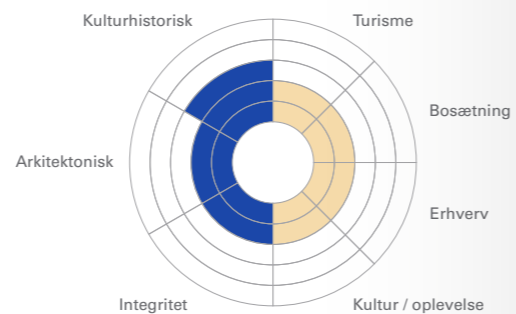 Kulturhistorisk
Turisme
Bosætning
Arkitektonisk
Erhverv
Integritet
Kultur / oplevelse